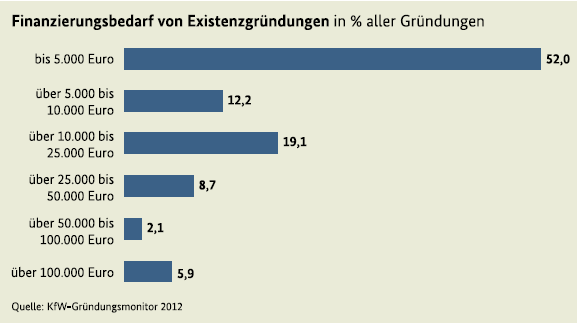 Finanzierungsbedarf von Existenzgründungen in % aller Gründungen
bis 5.000 Euro
52,0
über 5.000 bis
10.000 Euro
12,2
über 10.000 bis
25.000 Euro
19,1
über 25.000 bis
50.000 Euro
8,7
über 50.000 bis
100.000 Euro
2,1
über 100.000 Euro
5,9
Quelle: KfW-Gründungsmonitor 2012